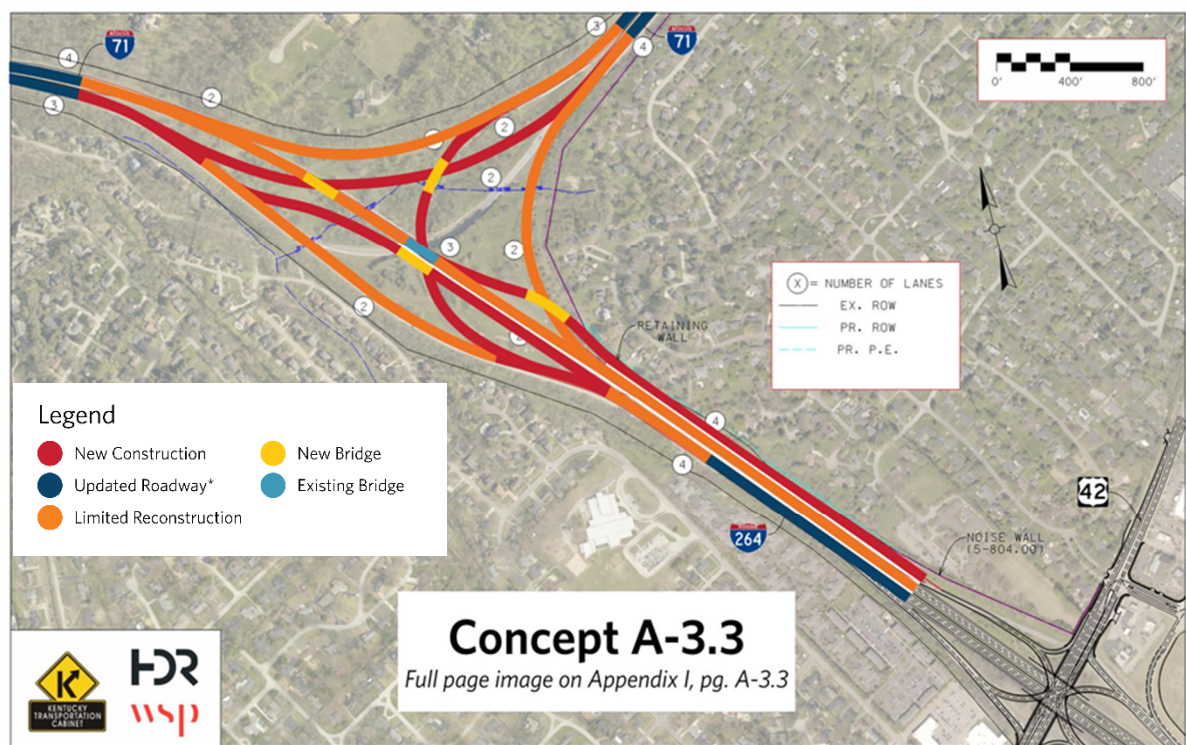 3
4
INTERSTATE
71
INTERSTATE
71
4
3
2
2
2
0'
400'
800'
3
2
2
X = NUMBER OF LANES
EX. ROW
PR. ROW
PR. P.E.
RETAINING
WALL
Legend
New Construction
New Bridge
Updated Roadway*
Existing Bridge
Limited Reconstruction
4
4
42
INTERSTATE
264
NOISE WALL
(5-804.00)
Concept A-3.3
Full page image on Appendix I, pg. A-3.3
K
KENTUCKY
TRANSPORTATION
CABINET
HDR
wsp